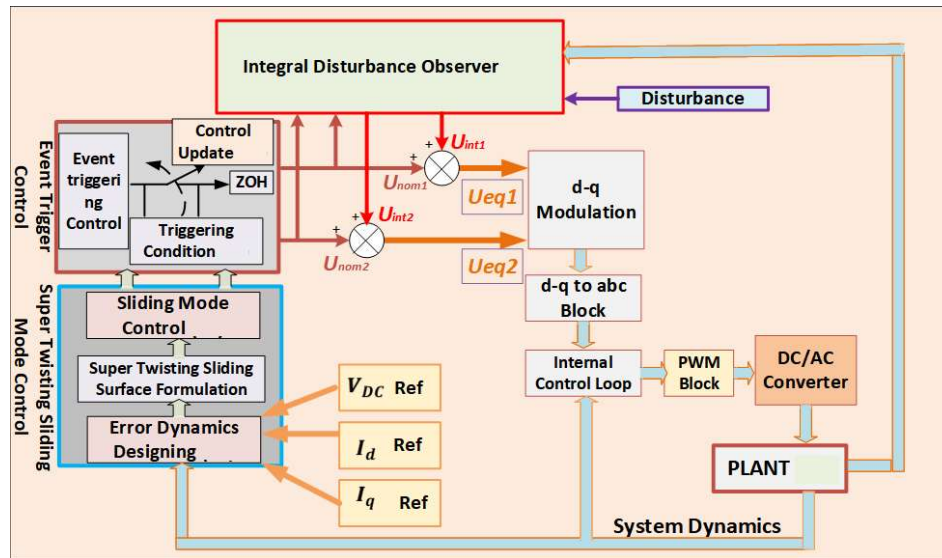 Integral Disturbance Observer
Disturbance
Event Trigger
Control
Event
triggeri
ng
Control
Control
Update
ZOH
Triggering
Condition
+
+
U_int1
U_nom1
+
+
U_int2
U_nom2
Ueq1
Ueq2
d-q
Modulation
d-q to abc
Block
Super Twisting Sliding
Mode Control
Sliding Mode
Control
Super Twisting Sliding
Surface Formulation
Error Dynamics
Designing
V_DC Ref
I_d Ref
I_q Ref
Internal
Control Loop
PWM
Block
DC/AC
Converter
PLANT
System Dynamics